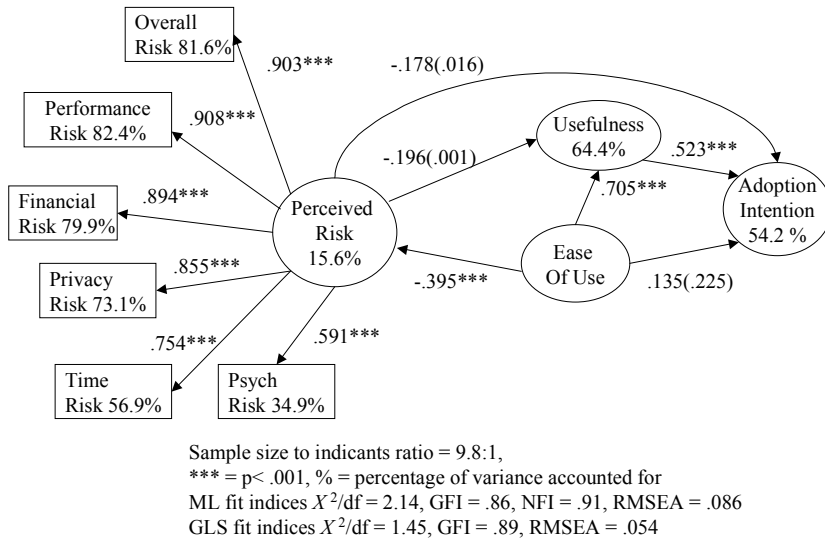 Overall
Risk 81.6%
.903***
-.178(.016)
Performance
Risk 82.4%
.908***
Usefulness
64.4%
.523***
-.196(.001)
Financial
Risk 79.9%
.894***
Perceived
Risk
15.6%
.705***
Adoption
Intention
54.2 %
Privacy
Risk 73.1%
.855***
Ease
Of Use
-.395***
.135(.225)
.754***
.591***
Time
Risk 56.9%
Psych
Risk 34.9%
Sample size to indicants ratio = 9.8:1,
*** = p< .001, % = percentage of variance accounted for
ML fit indices X²/df = 2.14, GFI = .86, NFI = .91, RMSEA = .086
GLS fit indices X²/df = 1.45, GFI = .89, RMSEA = .054